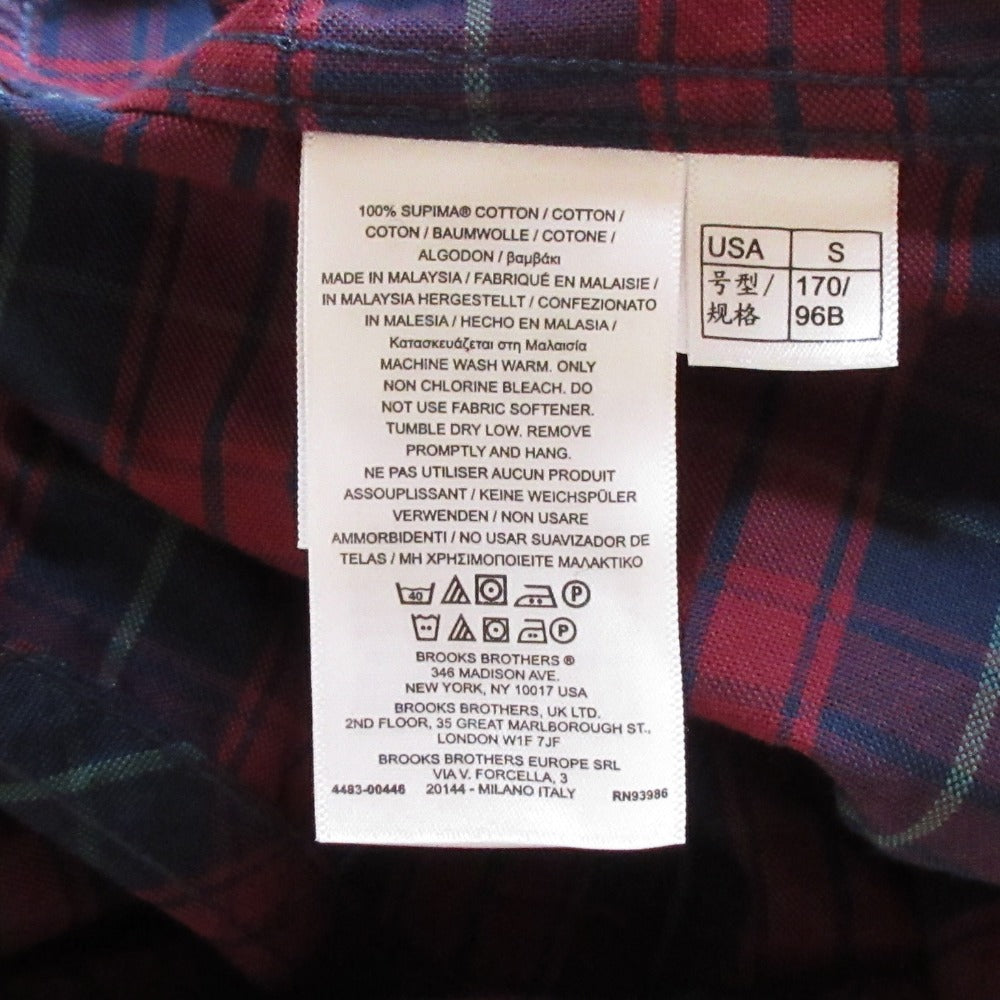 100% SUPIMA® COTTON / COTTON /
COTON / BAUMWOLLE / COTONE /
ALGODON / βαμβάκι
MADE IN MALAYSIA / FABRIQUÉ EN MALAISIE /
IN MALAYSIA HERGESTELLT / CONFEZIONATO
IN MALESIA / HECHO EN MALASIA /
Κατασκευάζεται στη Μαλαισία
MACHINE WASH WARM. ONLY
NON CHLORINE BLEACH. DO
NOT USE FABRIC SOFTENER.
TUMBLE DRY LOW. REMOVE
PROMPTLY AND HANG.
NE PAS UTILISER AUCUN PRODUIT
ASSOUPLISSANT / KEINE WEICHSPÜLER
VERWENDEN / NON USARE
AMMORBIDENTI / NO USAR SUAVIZADOR DE
TELAS / ΜΗ ΧΡΗΣΙΜΟΠΟΙΕΙΤΕ ΜΑΛΑΚΤΙΚΟ
40 P
P
BROOKS BROTHERS ®
346 MADISON AVE.
NEW YORK, NY 10017 USA
BROOKS BROTHERS, UK LTD.
2ND FLOOR, 35 GREAT MARLBOROUGH ST.,
LONDON W1F 7JF
BROOKS BROTHERS EUROPE SRL
VIA V. FORCELLA, 3
4483-00446 20144 - MILANO ITALY RN93986
USA S
号型/ 170/
规格 96B